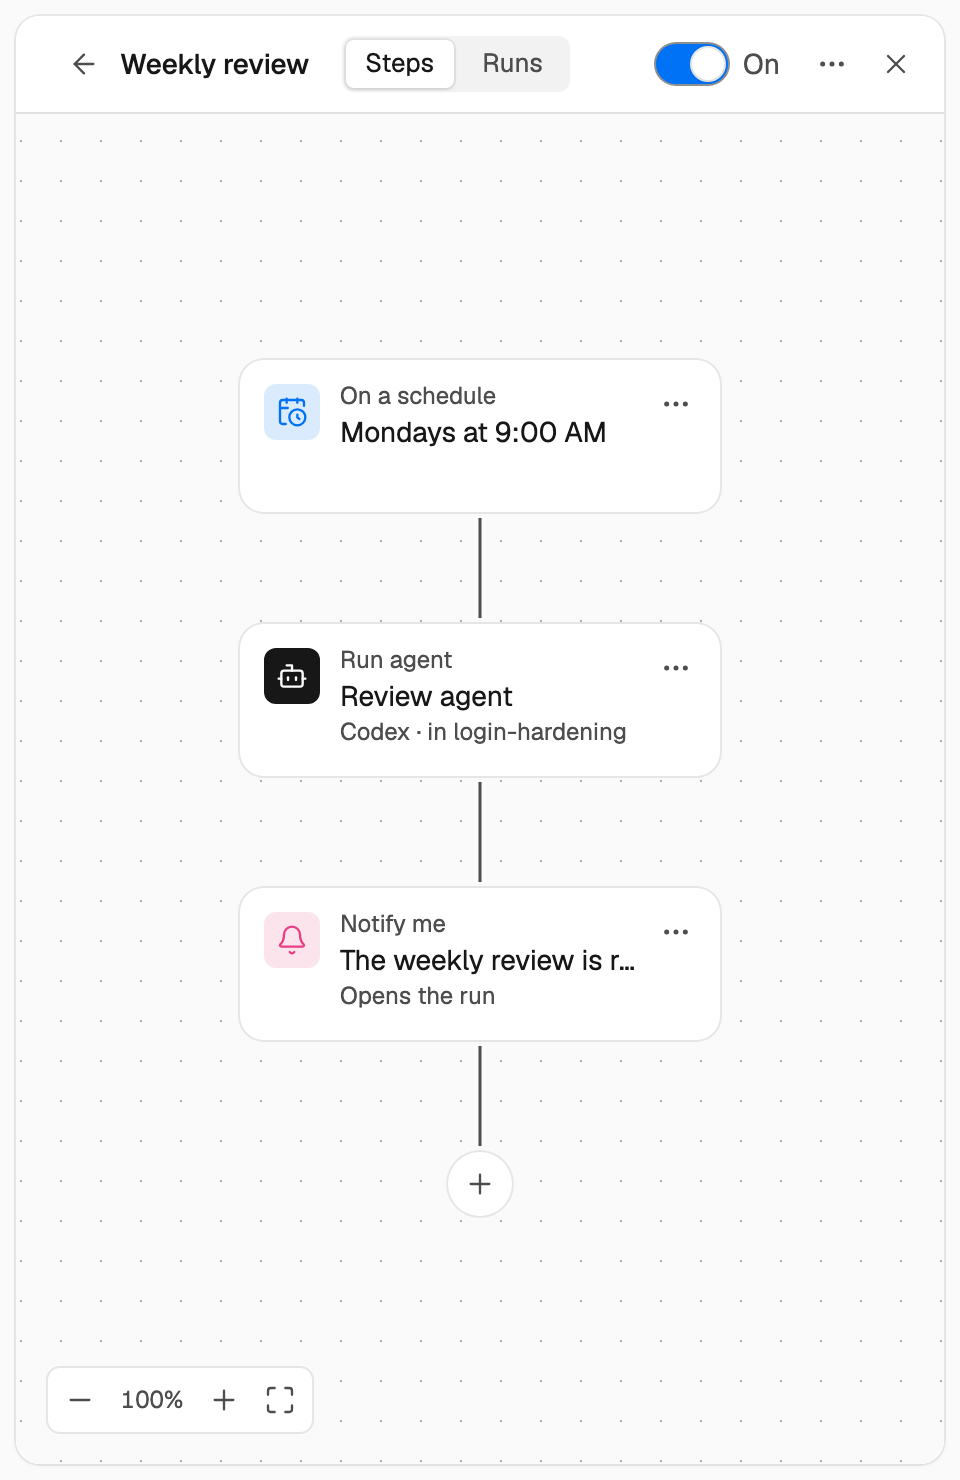 Weekly review
Steps
Runs
On
On a schedule
Mondays at 9:00 AM
Run agent
Review agent
Codex · in login-hardening
Notify me
The weekly review is r...
Opens the run
100%